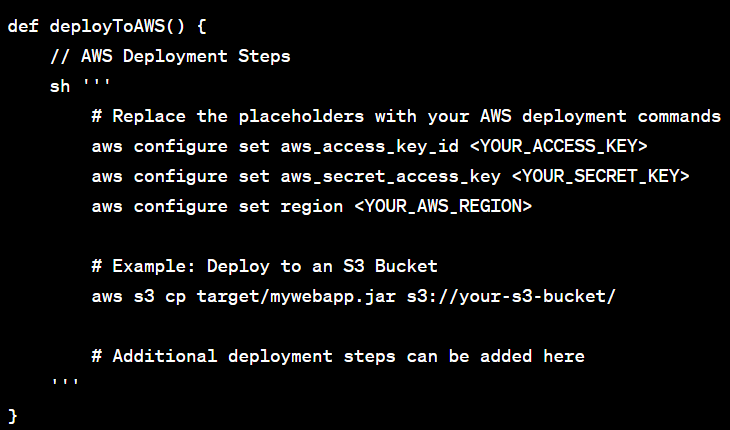 def deployToAWS() {
    // AWS Deployment Steps
    sh '''
        # Replace the placeholders with your AWS deployment commands
        aws configure set aws_access_key_id <YOUR_ACCESS_KEY>
        aws configure set aws_secret_access_key <YOUR_SECRET_KEY>
        aws configure set region <YOUR_AWS_REGION>

        # Example: Deploy to an S3 Bucket
        aws s3 cp target/mywebapp.jar s3://your-s3-bucket/

        # Additional deployment steps can be added here
    '''
}